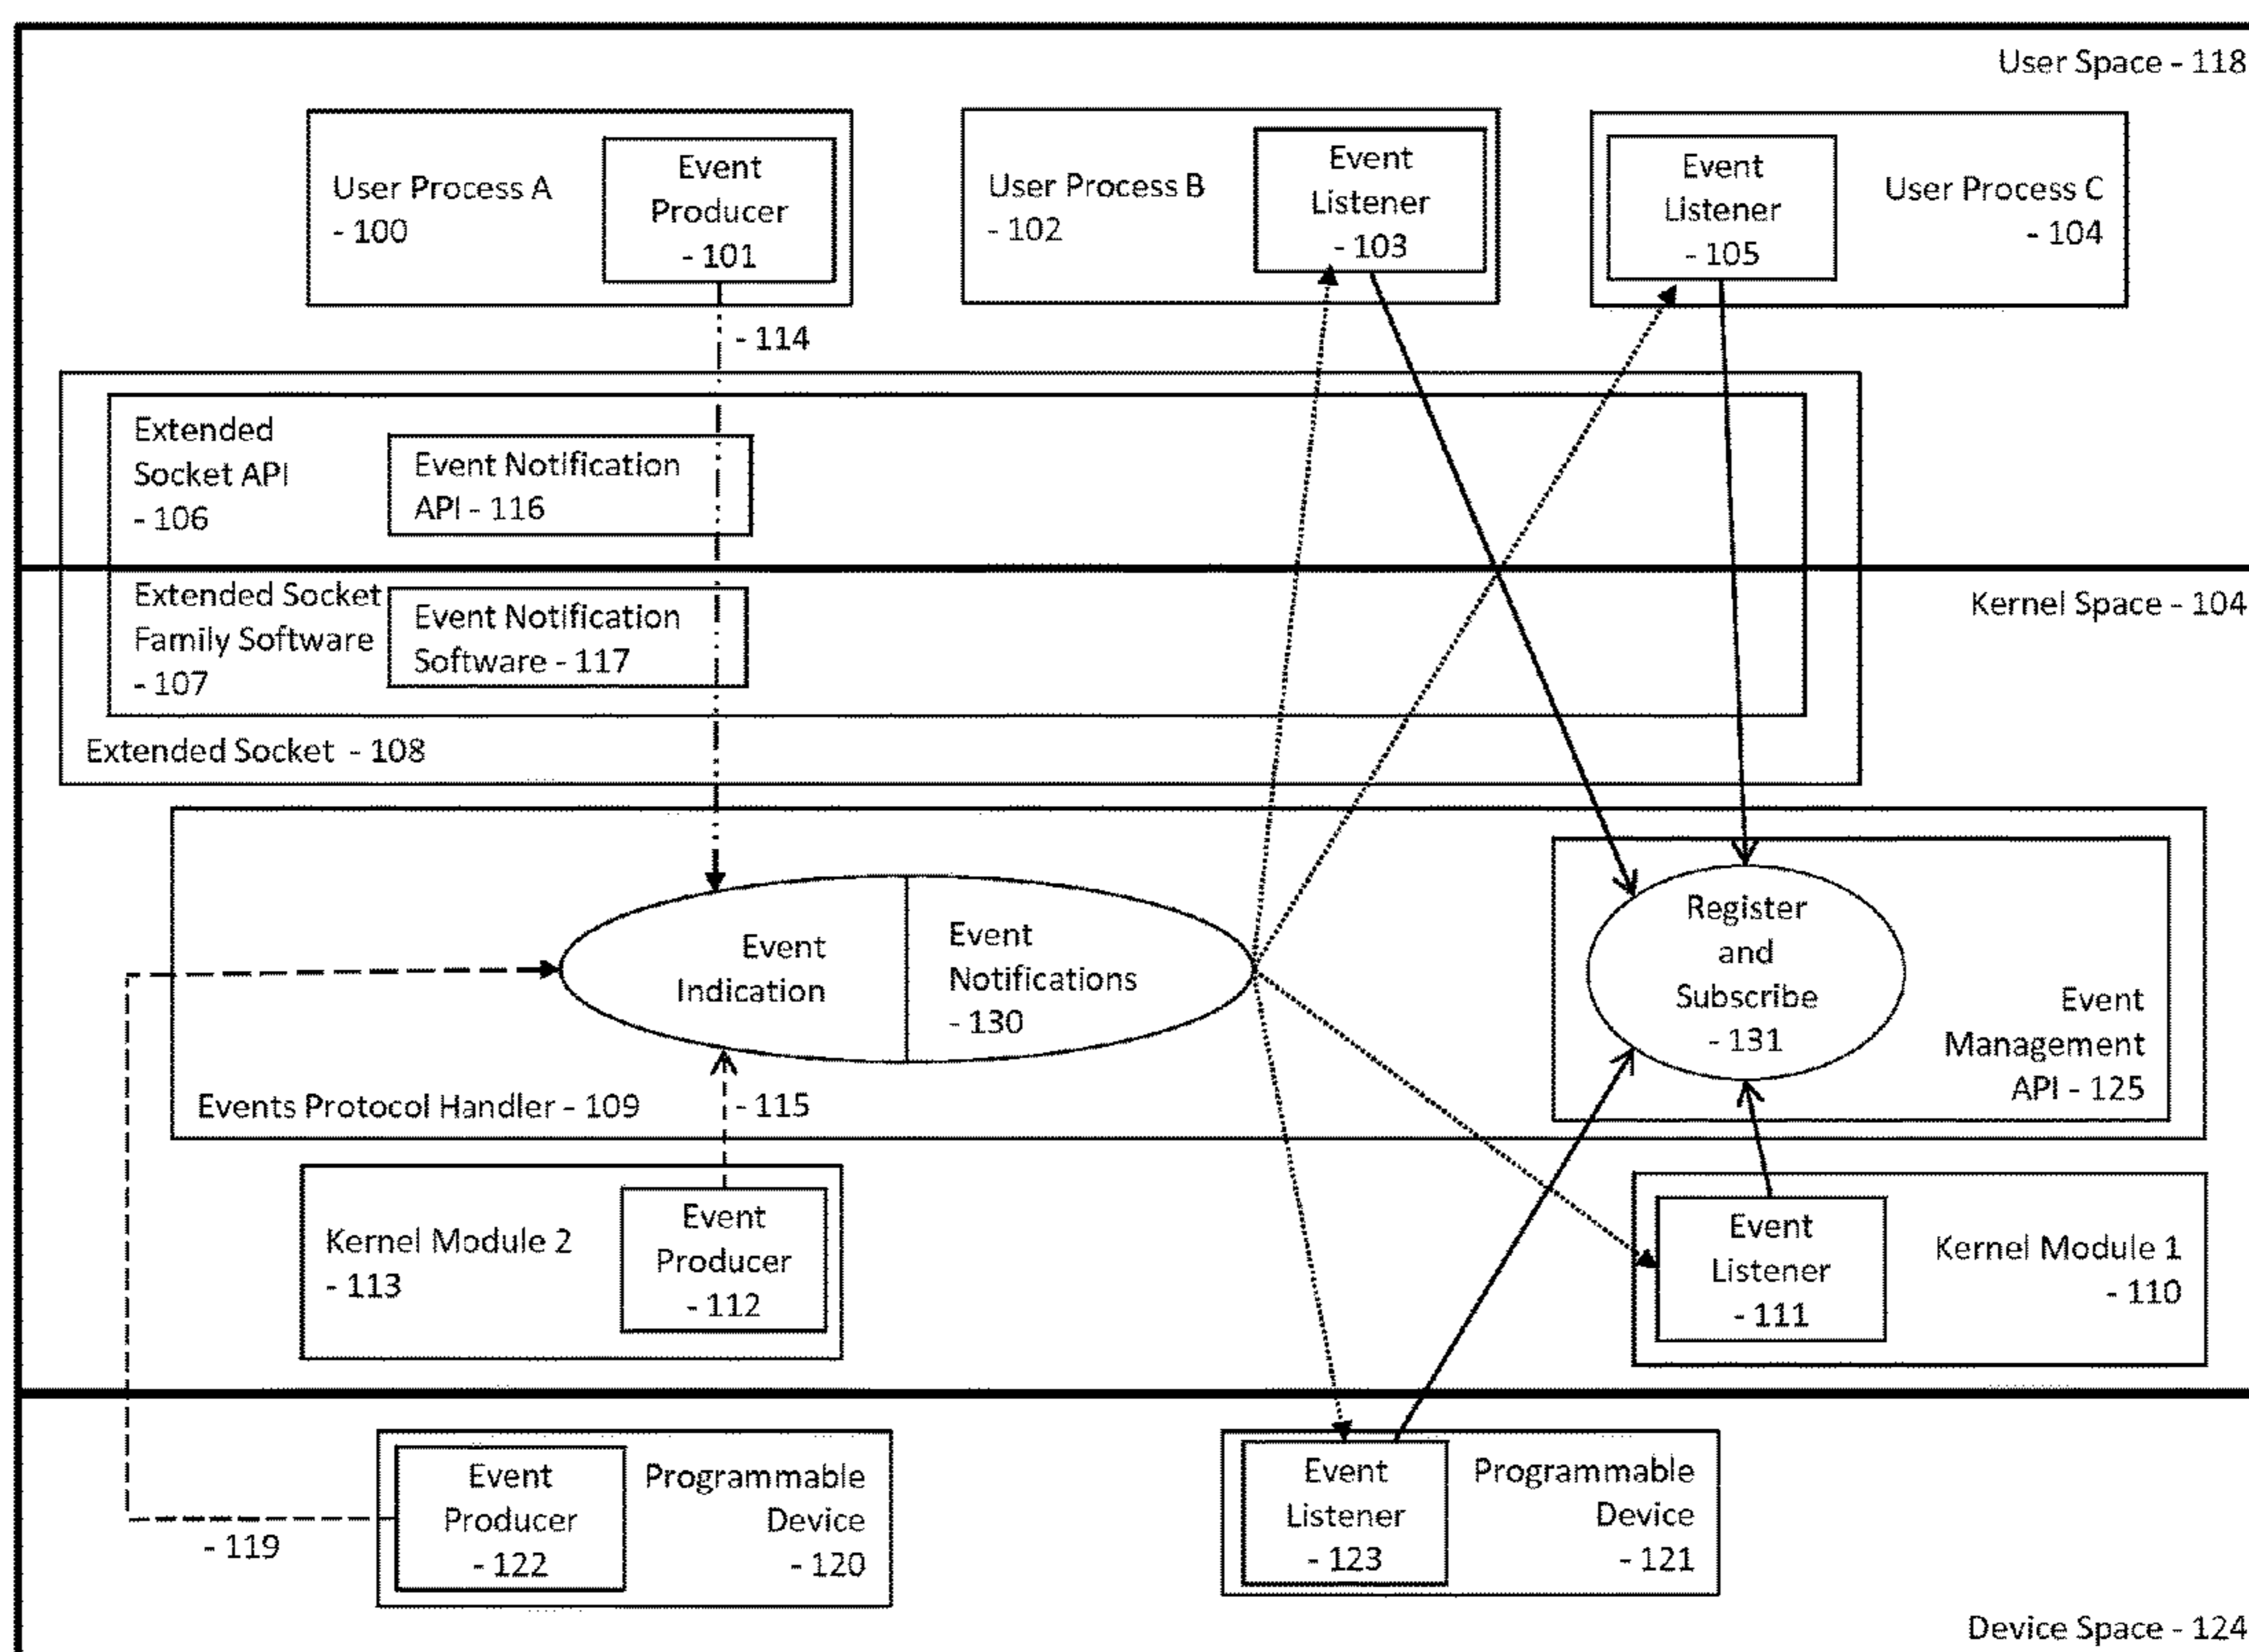 User Space - 118
User Process A
- 100
Event
Producer
- 101
User Process B
- 102
Event
Listener
- 103
Event
Listener
- 105
User Process C
- 104
- 114
Extended
Socket API
- 106
Event Notification
API - 116
Extended Socket
Family Software
- 107
Event Notification
Software - 117
Kernel Space - 104
Extended Socket - 108
Event
Indication
Event
Notifications
- 130
Register
and
Subscribe
- 131
Event
Management
API - 125
Events Protocol Handler - 109
- 115
Kernel Module 2
- 113
Event
Producer
- 112
Event
Listener
- 111
Kernel Module 1
- 110
- 119
Event
Producer
- 122
Programmable
Device
- 120
Event
Listener
- 123
Programmable
Device
- 121
Device Space - 124